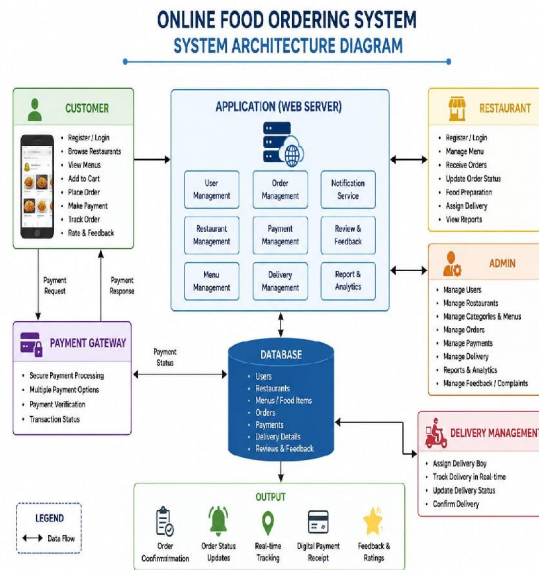 ONLINE FOOD ORDERING SYSTEM
SYSTEM ARCHITECTURE DIAGRAM
CUSTOMER
• Register / Login
• Browse Restaurants
• View Menus
• Add to Cart
• Place Order
• Make Payment
• Track Order
• Rate & Feedback
APPLICATION (WEB SERVER)
User
Management
Order
Management
Notification
Service
Restaurant
Management
Payment
Management
Review &
Feedback
Menu
Management
Delivery
Management
Report &
Analytics
RESTAURANT
• Register / Login
• Manage Menu
• Receive Orders
• Update Order Status
• Food Preparation
• Assign Delivery
• View Reports
ADMIN
• Manage Users
• Manage Restaurants
• Manage Categories & Menus
• Manage Orders
• Manage Payments
• Manage Delivery
• Reports & Analytics
• Manage Feedback / Complaints
Payment
Request
Payment
Response
PAYMENT GATEWAY
• Secure Payment Processing
• Multiple Payment Options
• Payment Verification
• Transaction Status
Payment
Status
DATABASE
• Users
• Restaurants
• Menus / Food Items
• Orders
• Payments
• Delivery Details
• Reviews & Feedback
DELIVERY MANAGEMENT
• Assign Delivery Boy
• Track Delivery in Real-time
• Update Delivery Status
• Confirm Delivery
LEGEND
Data Flow
OUTPUT
Order
Confirmation
Order Status
Updates
Real-time
Tracking
Digital Payment
Receipt
Feedback &
Ratings